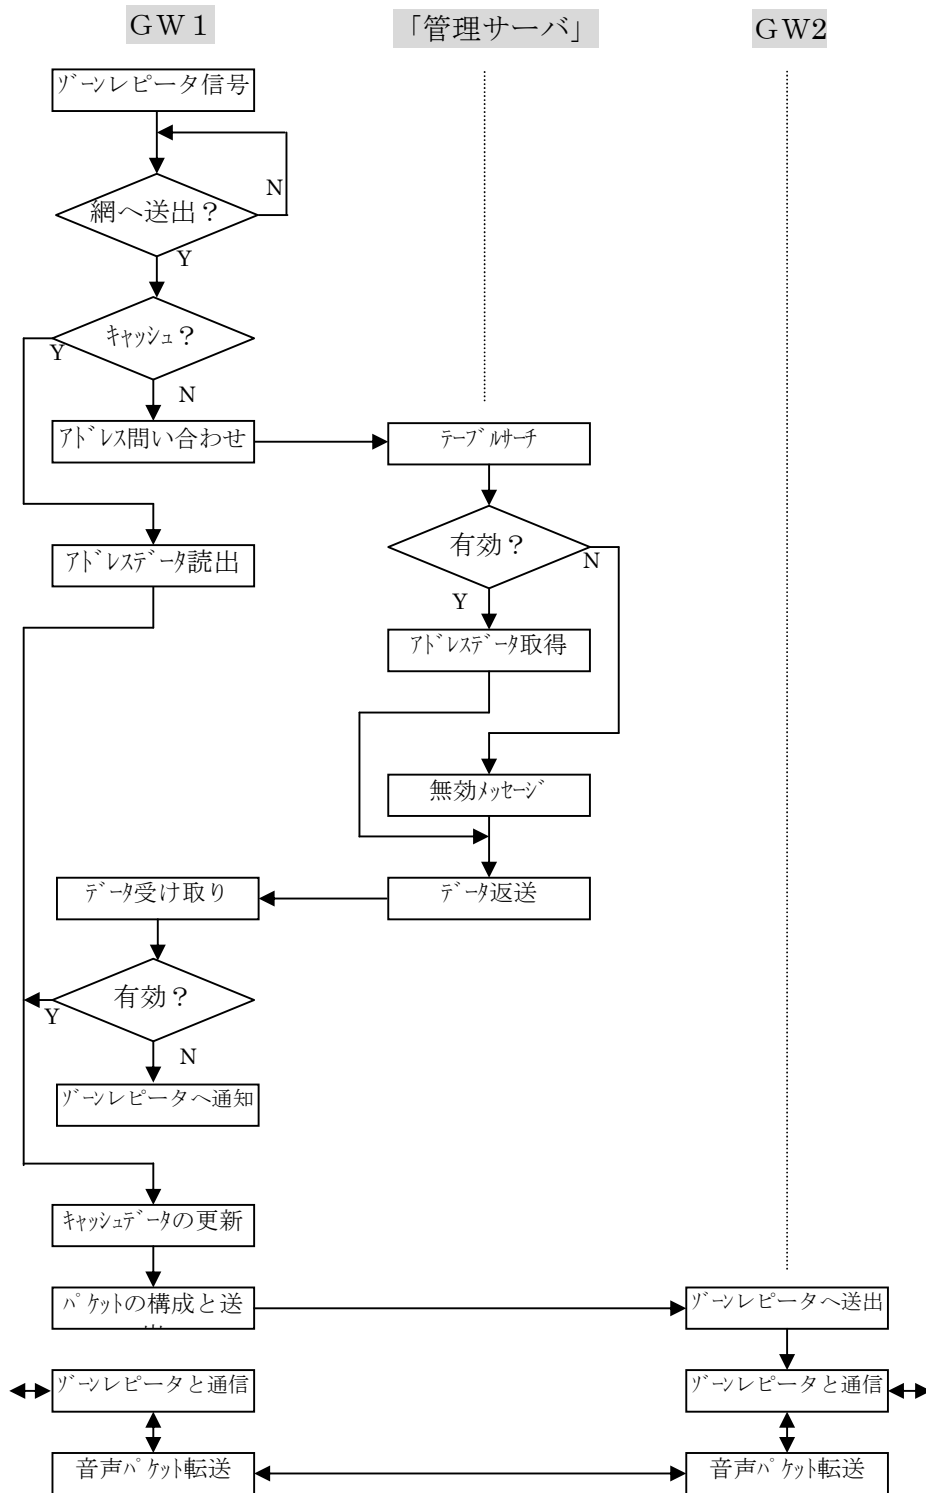 GW1
「管理サーバ」
GW2
ゾーンレピータ信号
N
網へ送出？
Y
キャッシュ？
Y
N
アドレス問い合わせ
テーブルサーチ
有効？
N
アドレスデータ読出
Y
アドレスデータ取得
無効メッセージ
データ受け取り
データ返送
有効？
Y
N
ゾーンレピータへ通知
キャッシュデータの更新
パケットの構成と送
ゾーンレピータへ送出
ゾーンレピータと通信
ゾーンレピータと通信
音声パケット転送
音声パケット転送